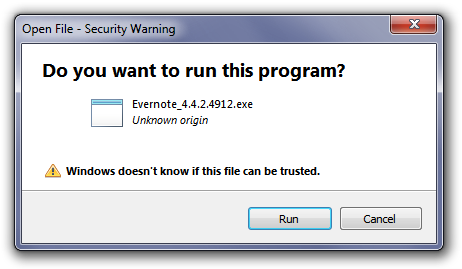 Open File - Security Warning
Do you want to run this program?
Evernote_4.4.2.4912.exe
Unknown origin
Windows doesn't know if this file can be trusted.
Run
Cancel